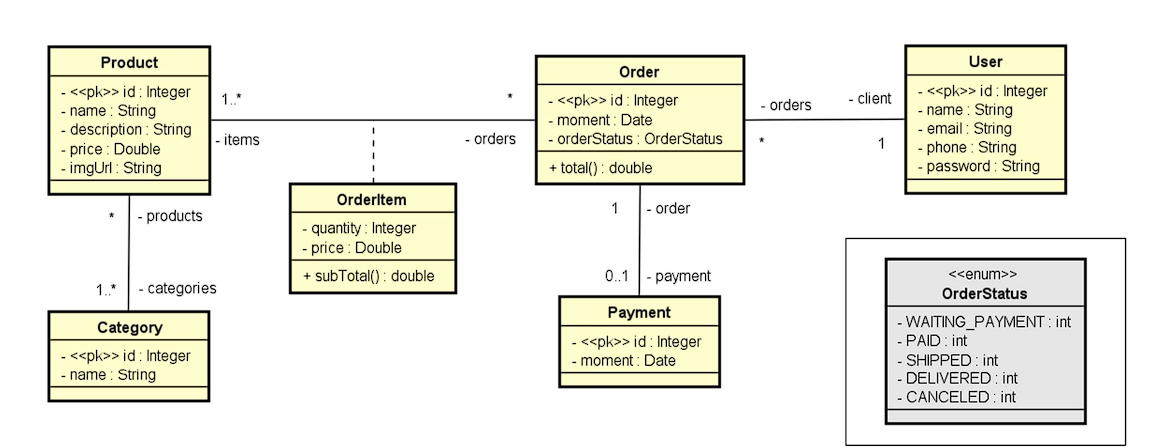 Product
- <<pk>> id : Integer
- name : String
- description : String
- price : Double
- imgUrl : String
1..*
*
- items
- orders
OrderItem
- quantity : Integer
- price : Double
+ subTotal() : double
Order
- <<pk>> id : Integer
- moment : Date
- orderStatus : OrderStatus
+ total() : double
- orders
- client
*
1
User
- <<pk>> id : Integer
- name : String
- email : String
- phone : String
- password : String
*
- products
1..*
- categories
Category
- <<pk>> id : Integer
- name : String
1
- order
0..1
- payment
Payment
- <<pk>> id : Integer
- moment : Date
<<enum>>
OrderStatus
- WAITING_PAYMENT : int
- PAID : int
- SHIPPED : int
- DELIVERED : int
- CANCELED : int